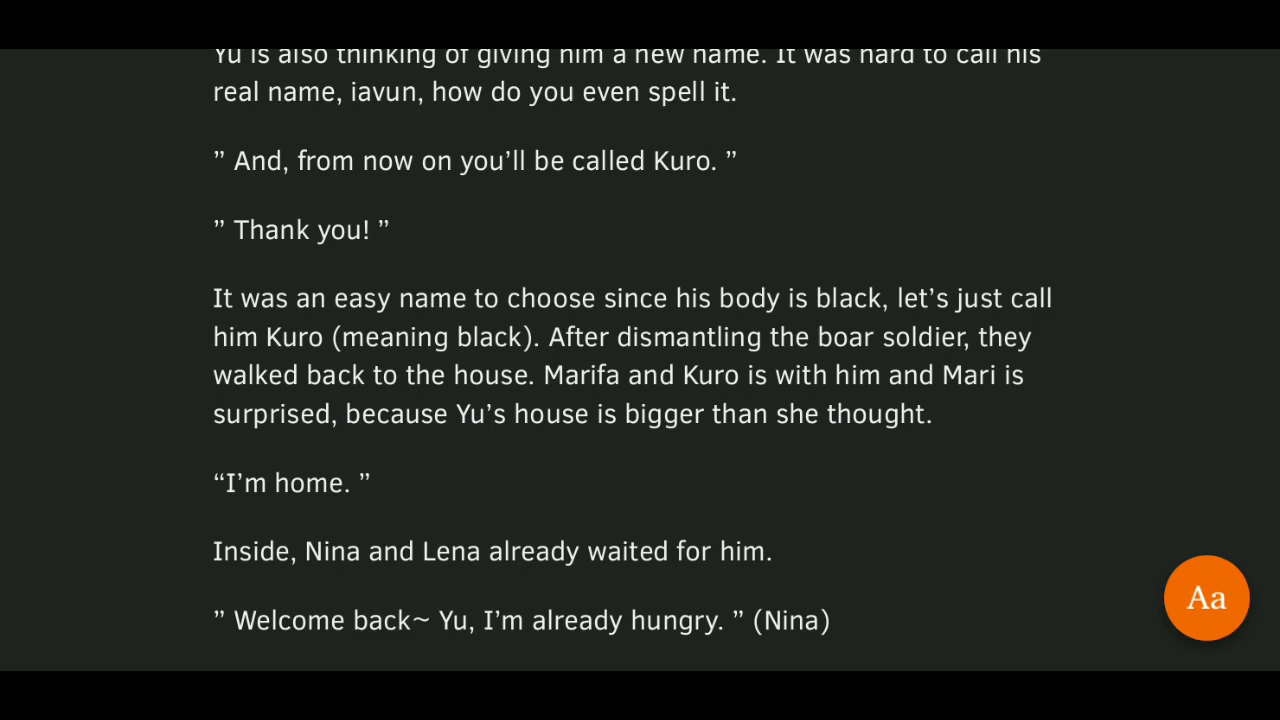 Yu is also thinking of giving him a new name. It was hard to call his
real name, iavun, how do you even spell it.
” And, from now on you’ll be called Kuro. ”
” Thank you! ”
It was an easy name to choose since his body is black, let’s just call
him Kuro (meaning black). After dismantling the boar soldier, they
walked back to the house. Marifa and Kuro is with him and Mari is
surprised, because Yu’s house is bigger than she thought.
“I’m home. ”
Inside, Nina and Lena already waited for him.
” Welcome back~ Yu, I’m already hungry. ” (Nina)
Aa